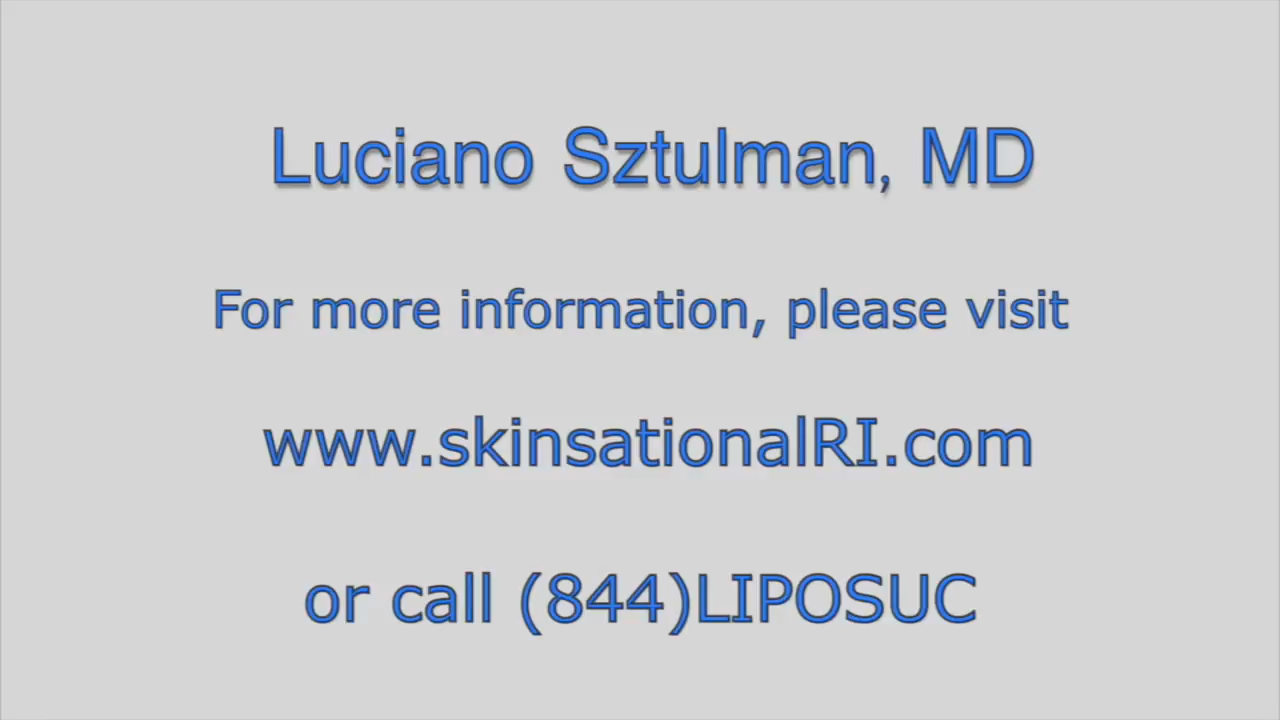 Luciano Sztulman, MD
For more information, please visit
www.skinsationalRI.com
or call (844)LIPOSUC